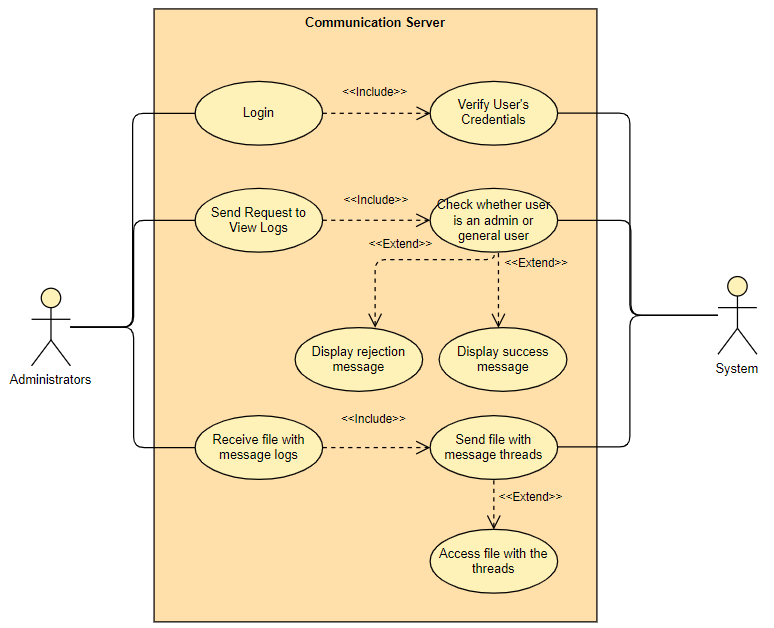 Communication Server
<<Include>>
Login
Verify User's
Credentials
<<Include>>
Send Request to
View Logs
Check whether user
is an admin or
general user
<<Extend>>
<<Extend>>
Display rejection
message
Display success
message
Administrators
System
<<Include>>
Receive file with
message logs
Send file with
message threads
<<Extend>>
Access file with the
threads